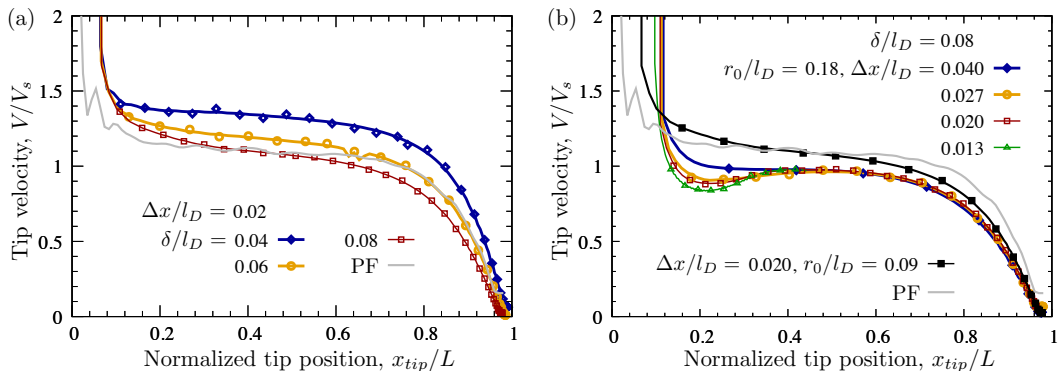 (a)
Tip velocity, V/Vₛ
2
1.5
1
0.5
0
Δx/l_D = 0.02
δ/l_D = 0.04
0.06
0.08
PF
0 0.2 0.4 0.6 0.8 1
Normalized tip position, x_tip/L
(b)
Tip velocity, V/Vₛ
2
1.5
1
0.5
0
δ/l_D = 0.08
r₀/l_D = 0.18, Δx/l_D = 0.040
0.027
0.020
0.013
Δx/l_D = 0.020, r₀/l_D = 0.09
PF
0 0.2 0.4 0.6 0.8 1
Normalized tip position, x_tip/L